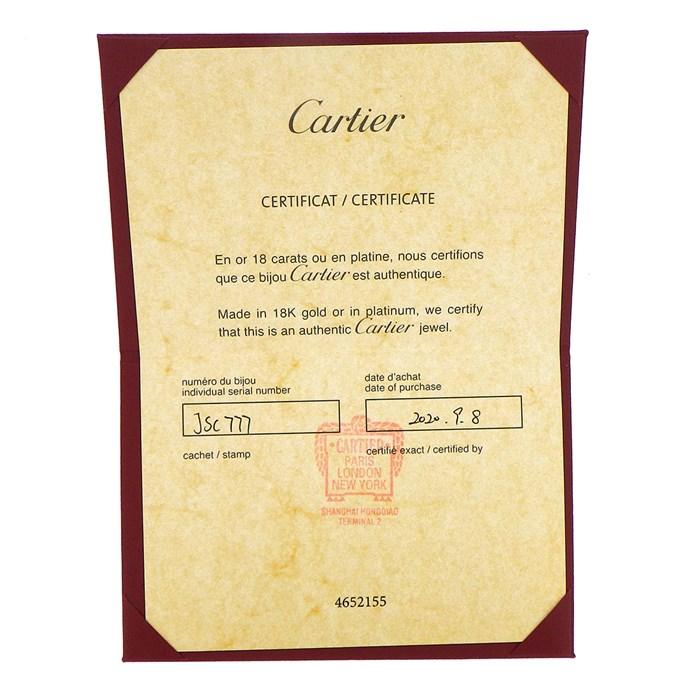 Cartier
CERTIFICAT / CERTIFICATE
En or 18 carats ou en platine, nous certifions
que ce bijou Cartier est authentique.
Made in 18K gold or in platinum, we certify
that this is an authentic Cartier jewel.
numéro du bijou
individual serial number
JSC777
date d'achat
date of purchase
2020.9.8
cachet / stamp
certifié exact / certified by
CARTIER
PARIS
LONDON
NEW YORK
SHANGHAI HONGQIAO
TERMINAL 2
4652155